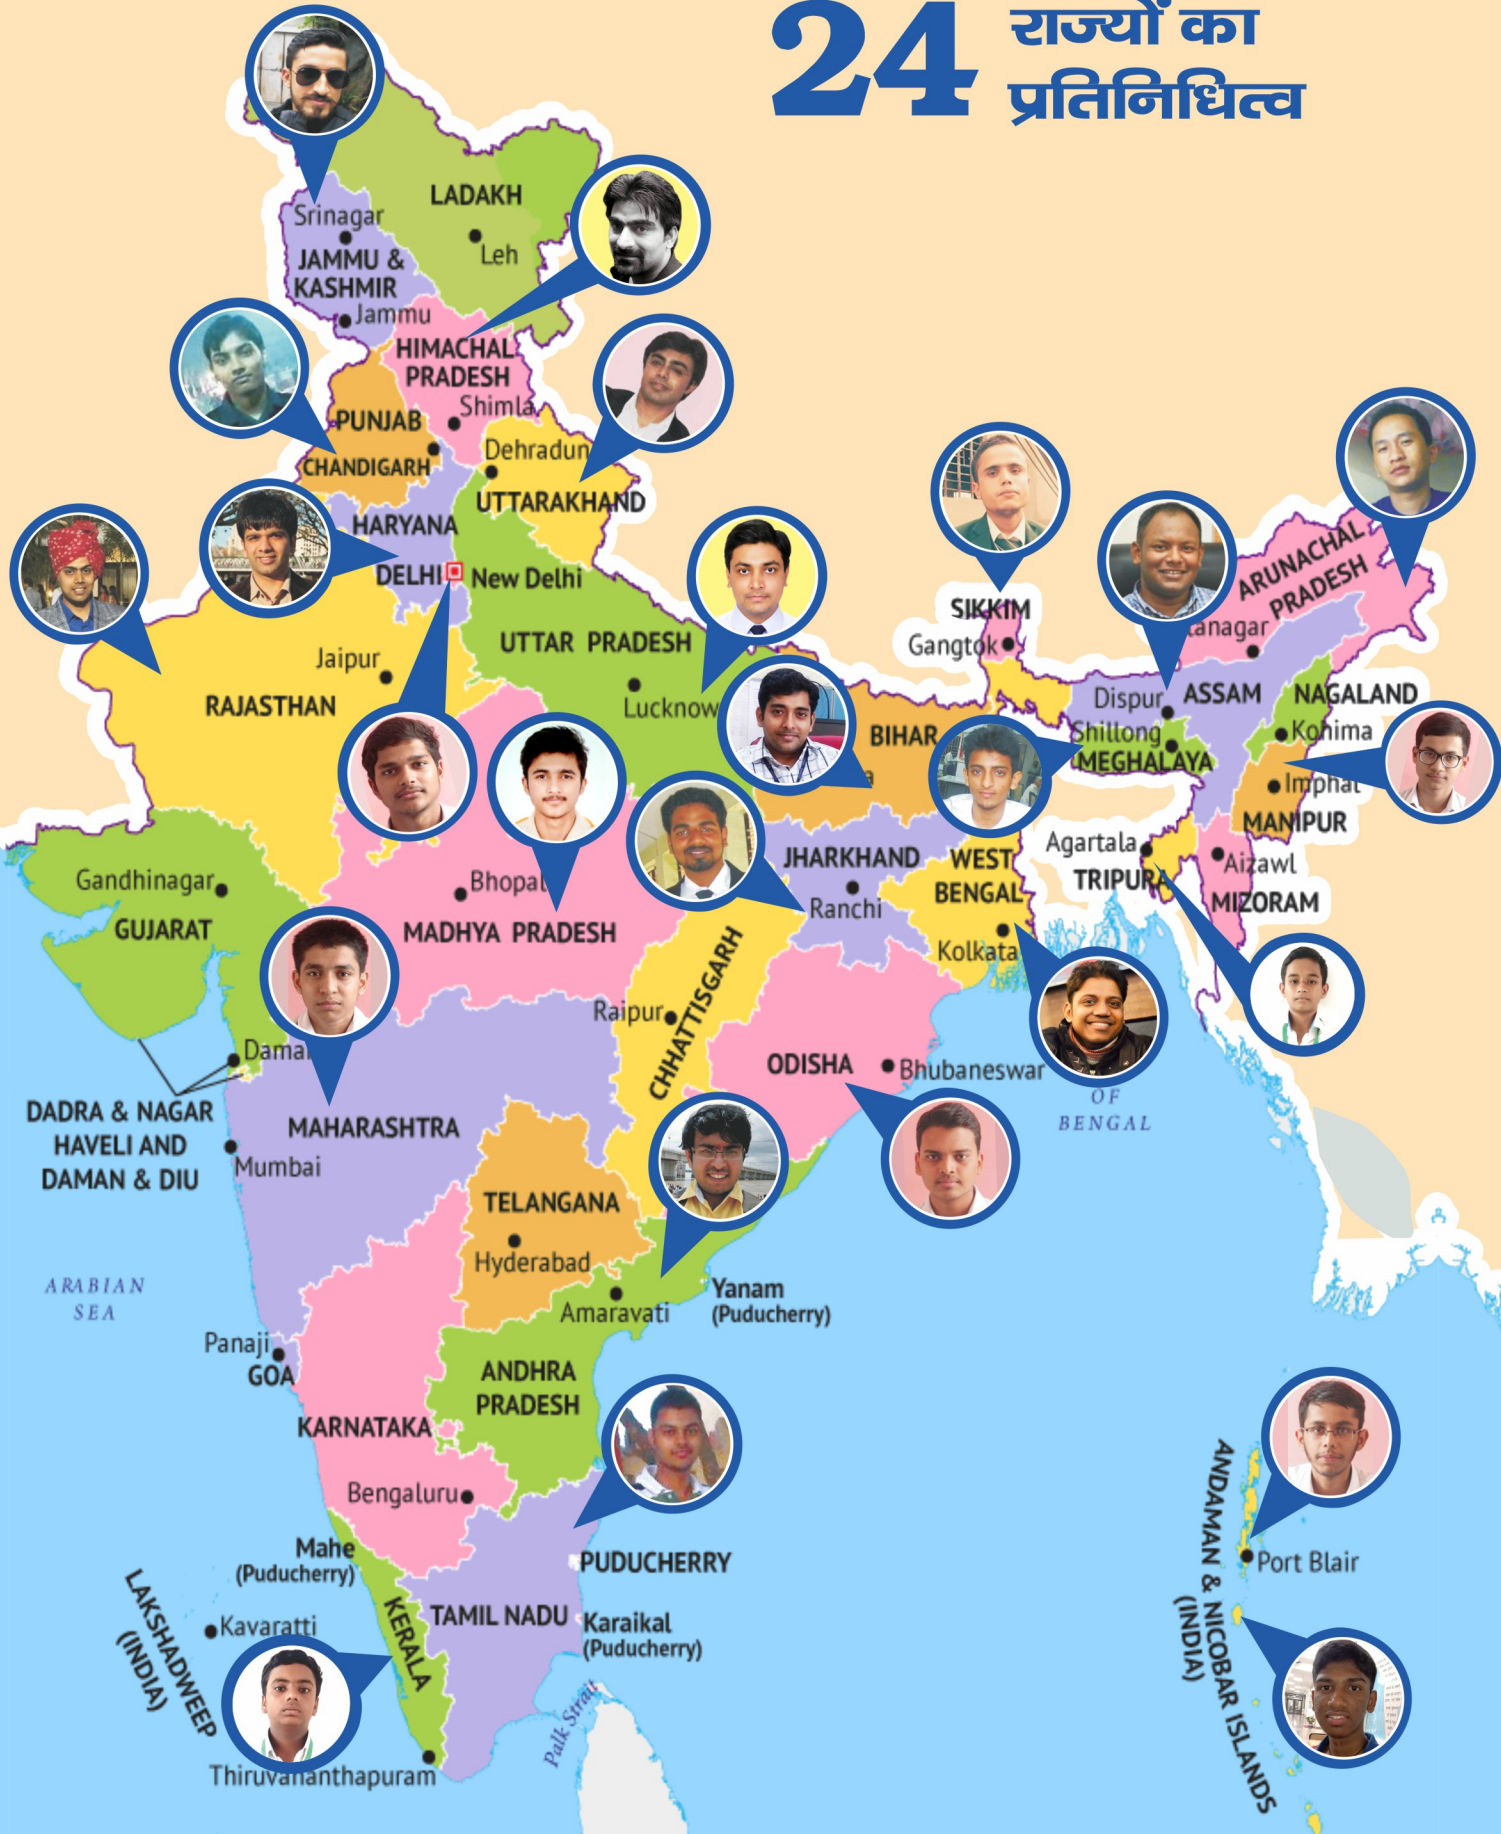 24 राज्यों का
प्रतिनिधित्व
LADAKH
Srinagar
Leh
JAMMU &
KASHMIR
Jammu
HIMACHAL
PRADESH
Shimla
PUNJAB
CHANDIGARH
Dehradun
UTTARAKHAND
HARYANA
DELHI
New Delhi
UTTAR PRADESH
Lucknow
Jaipur
RAJASTHAN
SIKKIM
Gangtok
ARUNACHAL
PRADESH
Dispur
ASSAM
NAGALAND
Kohima
Shillong
MEGHALAYA
Imphal
MANIPUR
BIHAR
JHARKHAND
Ranchi
WEST
BENGAL
Kolkata
Agartala
TRIPURA
Aizawl
MIZORAM
Gandhinagar
GUJARAT
Bhopal
MADHYA PRADESH
Raipur
CHHATTISGARH
ODISHA
Bhubaneswar
OF
BENGAL
DADRA & NAGAR
HAVELI AND
DAMAN & DIU
MAHARASHTRA
Mumbai
TELANGANA
Hyderabad
Amaravati
Yanam
(Puducherry)
ARABIAN
SEA
Panaji
GOA
ANDHRA
PRADESH
KARNATAKA
Bengaluru
Mahe
(Puducherry)
PUDUCHERRY
KERALA
TAMIL NADU
Karaikal
(Puducherry)
LAKSHADWEEP
(INDIA)
Kavaratti
Thiruvananthapuram
Palk Strait
ANDAMAN & NICOBAR ISLANDS
(INDIA)
Port Blair